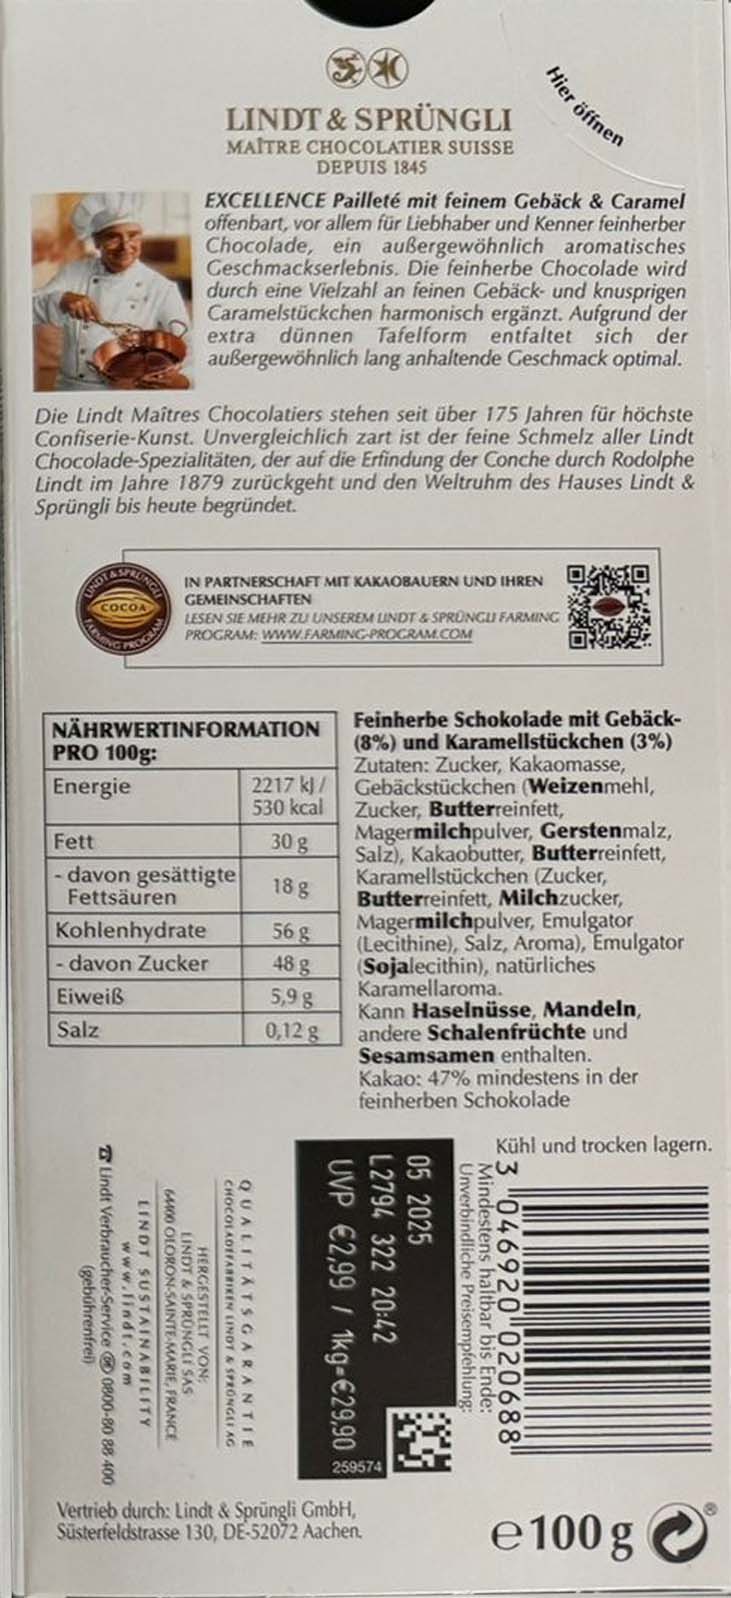 Hier öffnen
LINDT & SPRÜNGLI
MAÎTRE CHOCOLATIER SUISSE
DEPUIS 1845
EXCELLENCE Pailleté mit feinem Gebäck & Caramel
offenbart, vor allem für Liebhaber und Kenner feinherber
Chocolade, ein außergewöhnlich aromatisches
Geschmackserlebnis. Die feinherbe Chocolade wird
durch eine Vielzahl an feinen Gebäck- und knusprigen
Caramelstückchen harmonisch ergänzt. Aufgrund der
extra dünnen Tafelform entfaltet sich der
außergewöhnlich lang anhaltende Geschmack optimal.
Die Lindt Maîtres Chocolatiers stehen seit über 175 Jahren für höchste
Confiserie-Kunst. Unvergleichlich zart ist der feine Schmelz aller Lindt
Chocolade-Spezialitäten, der auf die Erfindung der Conche durch Rodolphe
Lindt im Jahre 1879 zurückgeht und den Weltruhm des Hauses Lindt &
Sprüngli bis heute begründet.
LINDT & SPRÜNGLI
COCOA
FARMING PROGRAM
IN PARTNERSCHAFT MIT KAKAOBAUERN UND IHREN
GEMEINSCHAFTEN
LESEN SIE MEHR ZU UNSEREM LINDT & SPRÜNGLI FARMING
PROGRAM: WWW.FARMING-PROGRAM.COM
NÄHRWERTINFORMATION
PRO 100g:
Energie 2217 kJ /
530 kcal
Fett 30 g
- davon gesättigte
Fettsäuren 18 g
Kohlenhydrate 56 g
- davon Zucker 48 g
Eiweiß 5,9 g
Salz 0,12 g
Feinherbe Schokolade mit Gebäck-
(8%) und Karamellstückchen (3%)
Zutaten: Zucker, Kakaomasse,
Gebäckstückchen (Weizenmehl,
Zucker, Butterreinfett,
Magermilchpulver, Gerstenmalz,
Salz), Kakaobutter, Butterreinfett,
Karamellstückchen (Zucker,
Butterreinfett, Milchzucker,
Magermilchpulver, Emulgator
(Lecithine), Salz, Aroma), Emulgator
(Sojalecithin), natürliches
Karamellaroma.
Kann Haselnüsse, Mandeln,
andere Schalenfrüchte und
Sesamsamen enthalten.
Kakao: 47% mindestens in der
feinherben Schokolade
Kühl und trocken lagern.
3 046920 020688
Mindestens haltbar bis Ende:
Unverbindliche Preisempfehlung:
05 2025
L2794 322 20:42
UVP €2,99 / 1kg=€29,90
259574
QUALITÄTSGARANTIE
CHOCOLADEFABRIKEN LINDT & SPRÜNGLI AG
HERGESTELLT VON:
LINDT & SPRÜNGLI SAS
64400 OLORON-SAINTE-MARIE, FRANCE
LINDT SUSTAINABILITY
www.lindt.com
Lindt Verbraucher-Service 0800-80 88 400
(gebührenfrei)
Vertrieb durch: Lindt & Sprüngli GmbH,
Süsterfeldstrasse 130, DE-52072 Aachen.
e 100 g